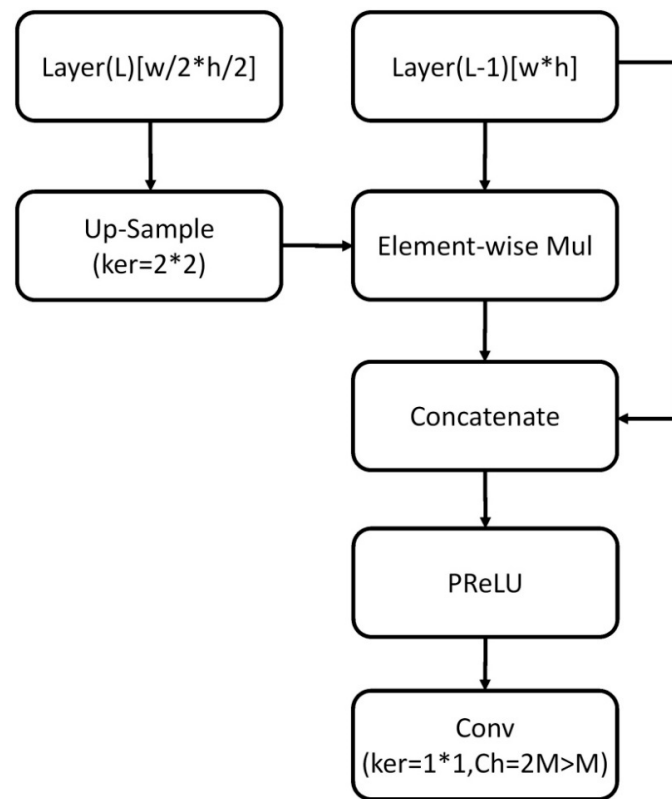 Layer(L)[w/2*h/2]
Layer(L-1)[w*h]
Up-Sample
(ker=2*2)
Element-wise Mul
Concatenate
PReLU
Conv
(ker=1*1,Ch=2M>M)